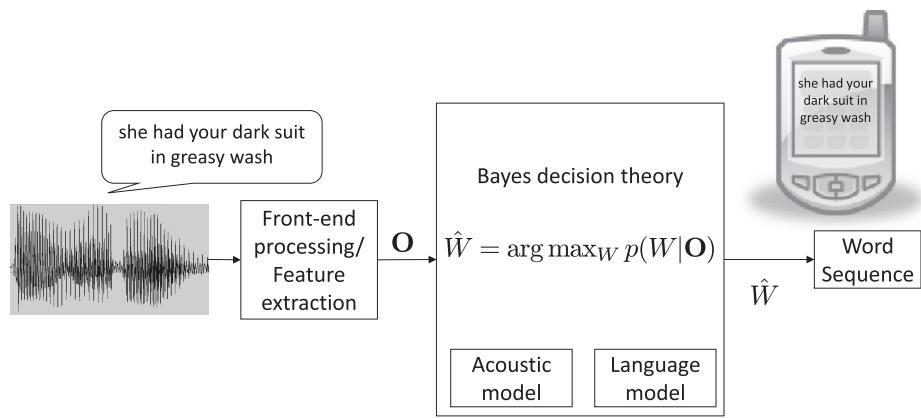 she had your dark suit
in greasy wash
Front-end
processing/
Feature
extraction
O
Bayes decision theory
Ŵ = arg max_W p(W|O)
Acoustic
model
Language
model
Ŵ
she had your
dark suit in
greasy wash
Word
Sequence